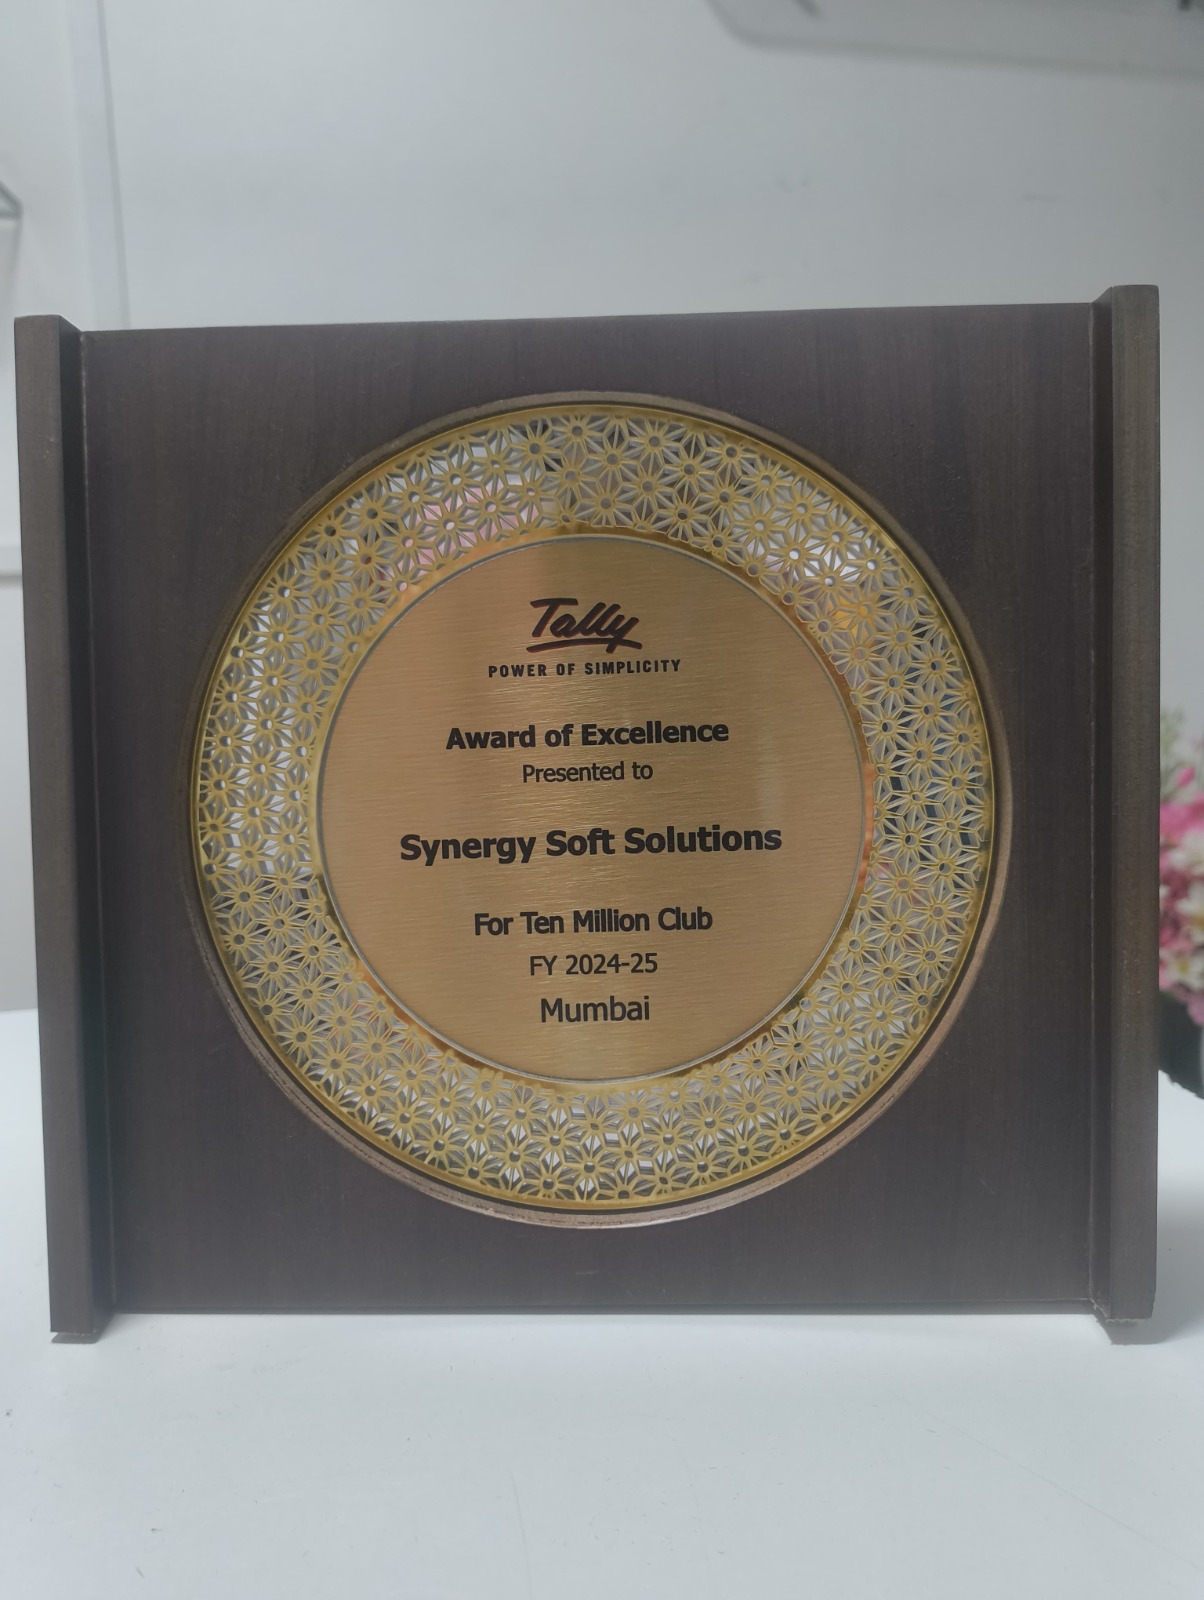 Tally
POWER OF SIMPLICITY
Award of Excellence
Presented to
Synergy Soft Solutions
For Ten Million Club
FY 2024-25
Mumbai